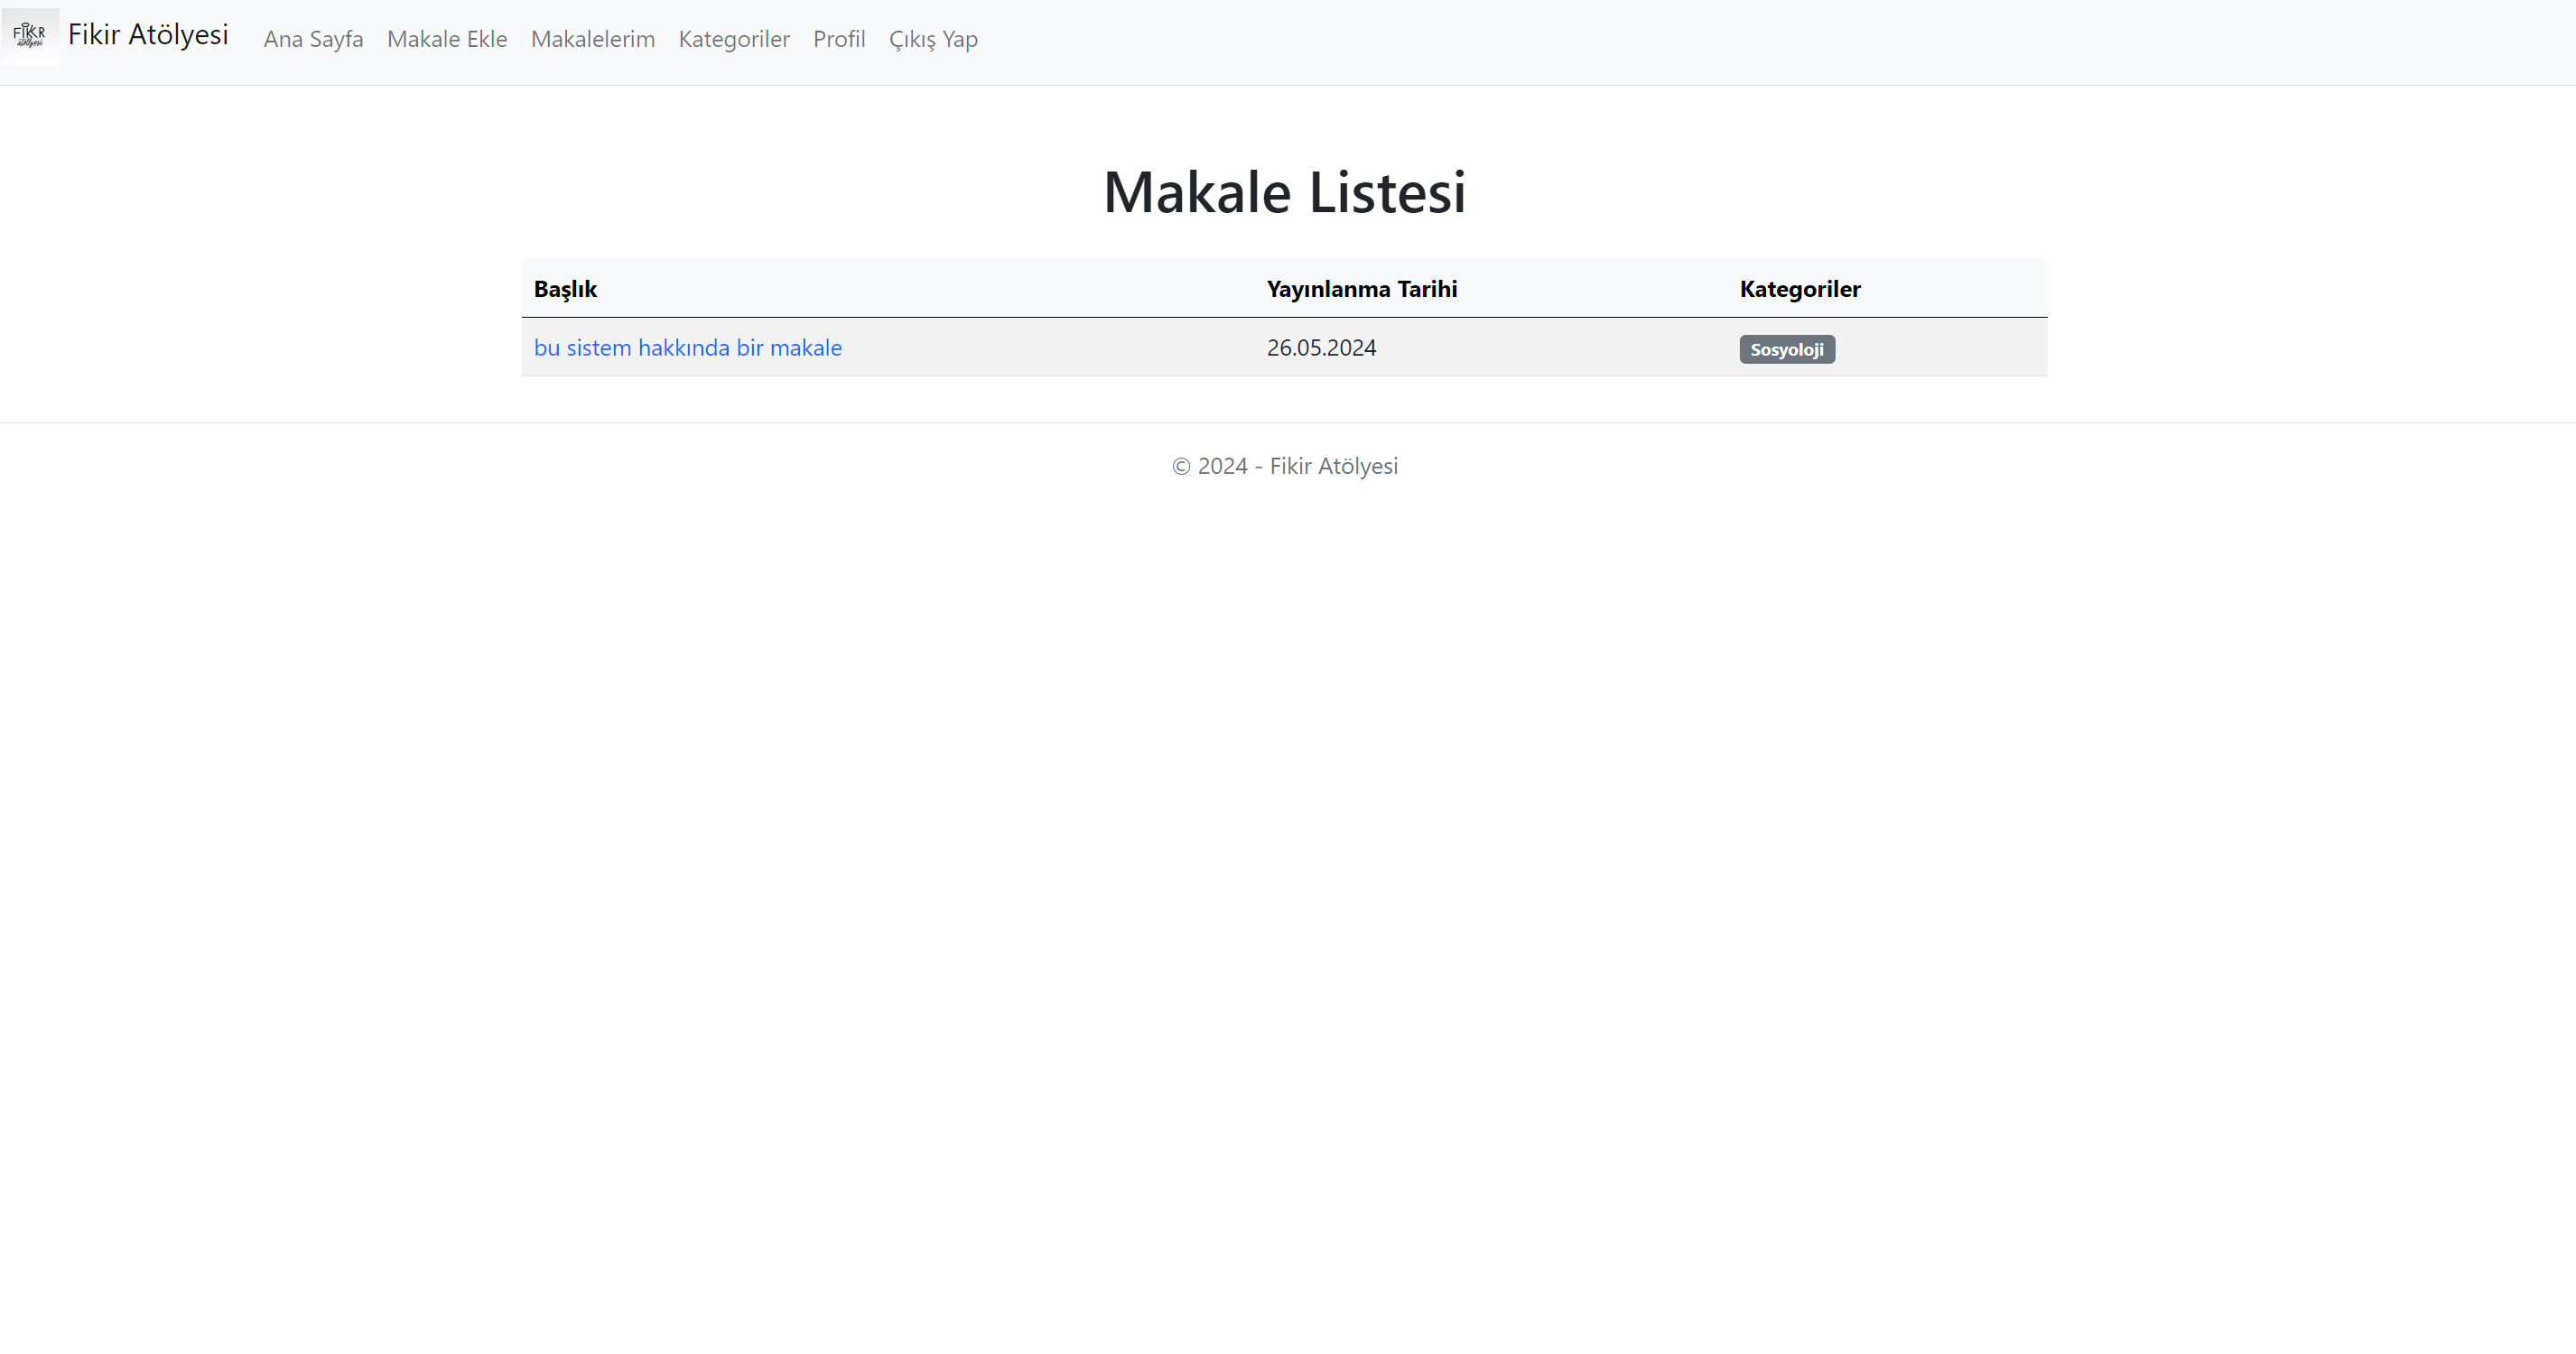 FİKİR
atölyesi
Fikir Atölyesi Ana Sayfa Makale Ekle Makalelerim Kategoriler Profil Çıkış Yap
Makale Listesi
Başlık Yayınlanma Tarihi Kategoriler
bu sistem hakkında bir makale 26.05.2024 Sosyoloji
© 2024 - Fikir Atölyesi